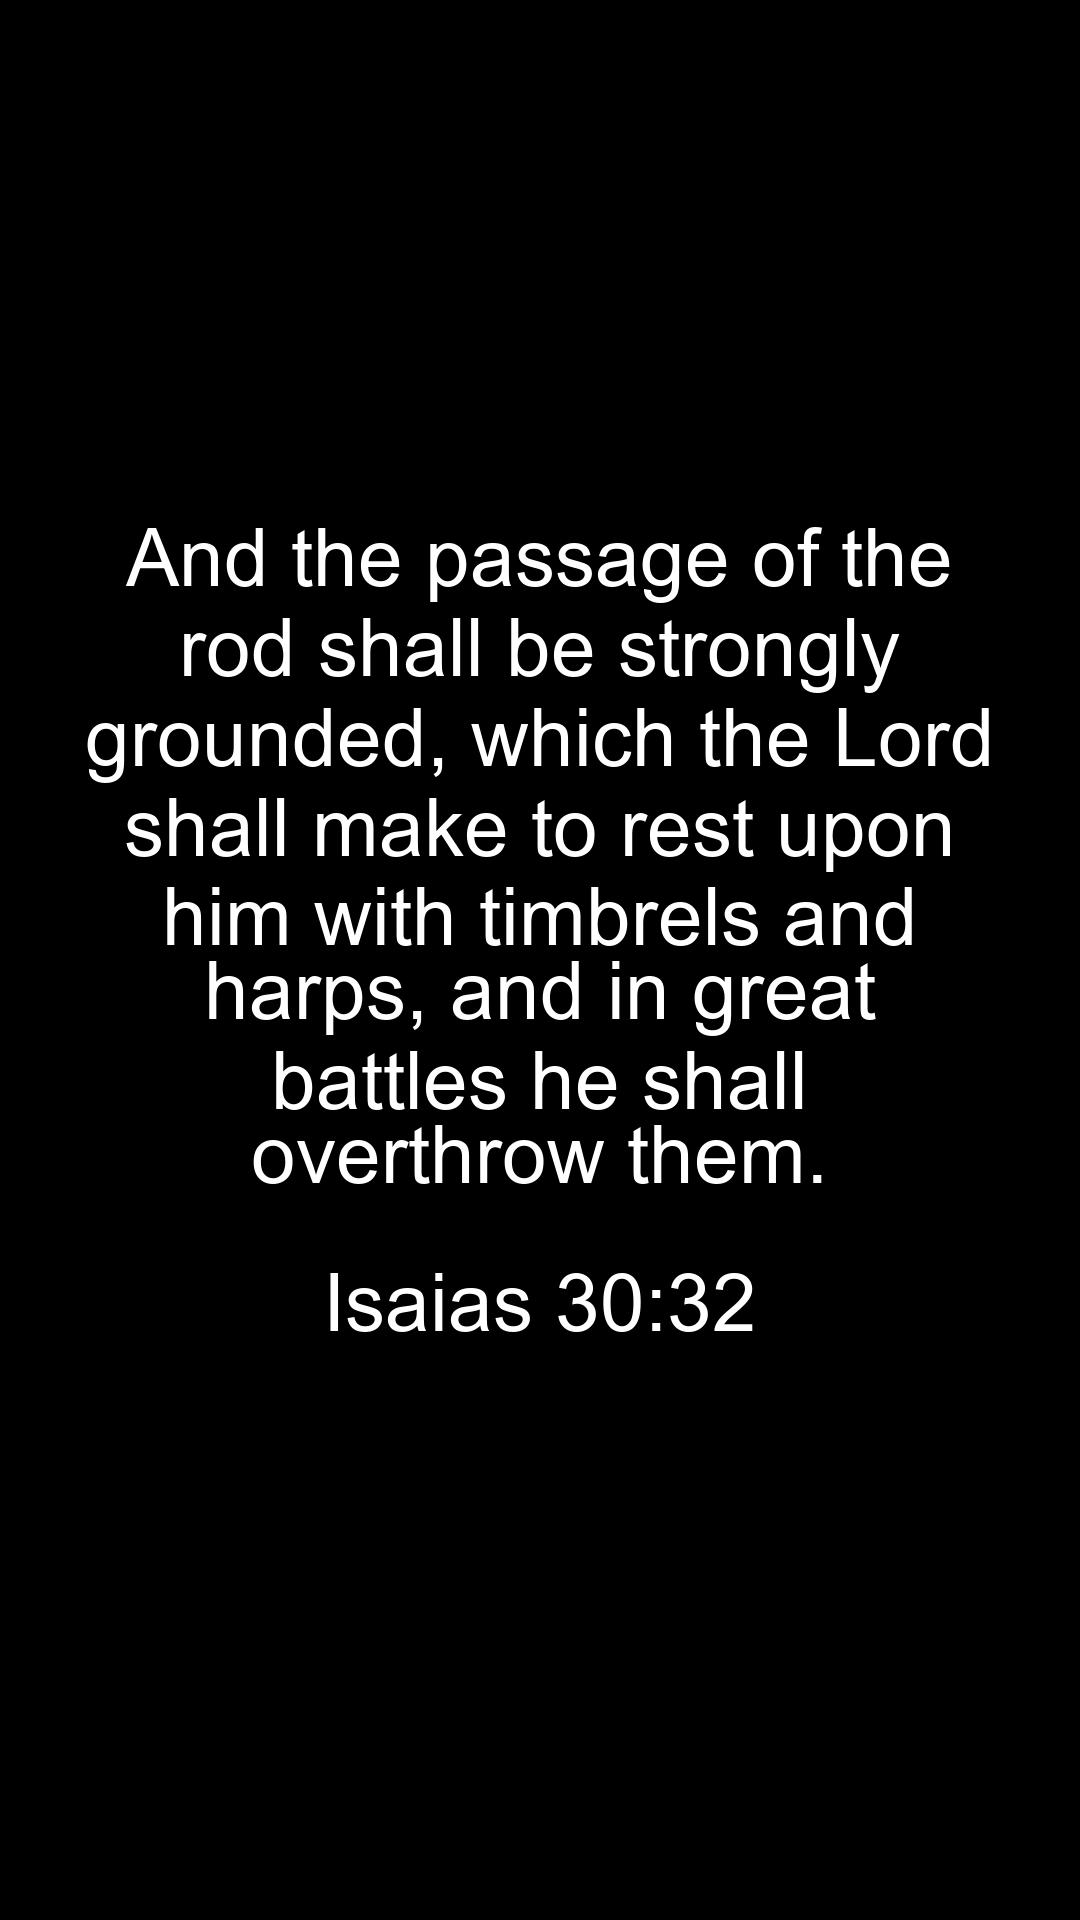 And the passage of the
rod shall be strongly
grounded, which the Lord
shall make to rest upon
him with timbrels and
harps, and in great
battles he shall
overthrow them.
Isaias 30:32